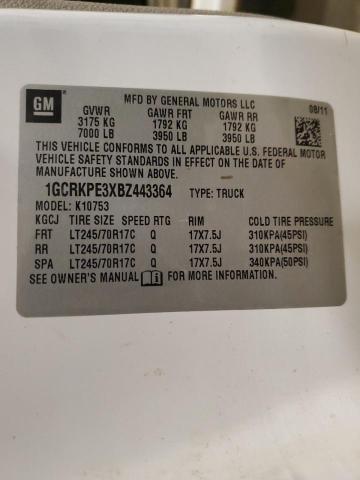 GM
MFD BY GENERAL MOTORS LLC
08/11
GVWR GAWR FRT GAWR RR
3175 KG 1792 KG 1792 KG
7000 LB 3950 LB 3950 LB
THIS VEHICLE CONFORMS TO ALL APPLICABLE U.S. FEDERAL MOTOR
VEHICLE SAFETY STANDARDS IN EFFECT ON THE DATE OF
MANUFACTURE SHOWN ABOVE.
1GCRKPE3XBZ443364 TYPE: TRUCK
MODEL: K10753
KGCJ TIRE SIZE SPEED RTG RIM COLD TIRE PRESSURE
FRT LT245/70R17C Q 17X7.5J 310KPA(45PSI)
RR LT245/70R17C Q 17X7.5J 310KPA(45PSI)
SPA LT245/70R17C Q 17X7.5J 340KPA(50PSI)
SEE OWNER'S MANUAL FOR MORE INFORMATION.